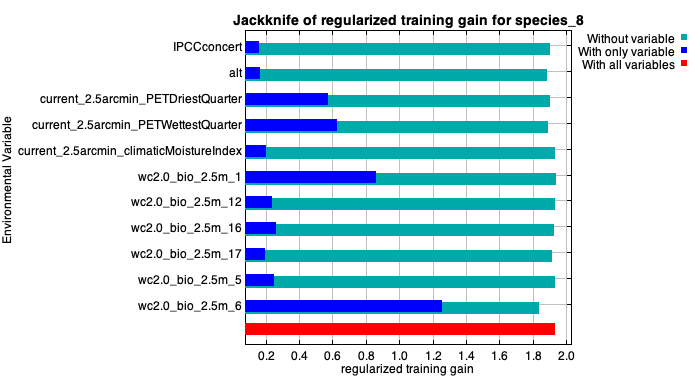 Jackknife of regularized training gain for species_8
Without variable
With only variable
With all variables
Environmental Variable
IPCCconcert
alt
current_2.5arcmin_PETDriestQuarter
current_2.5arcmin_PETWettestQuarter
current_2.5arcmin_climaticMoistureIndex
wc2.0_bio_2.5m_1
wc2.0_bio_2.5m_12
wc2.0_bio_2.5m_16
wc2.0_bio_2.5m_17
wc2.0_bio_2.5m_5
wc2.0_bio_2.5m_6
0.2 0.4 0.6 0.8 1.0 1.2 1.4 1.6 1.8 2.0
regularized training gain